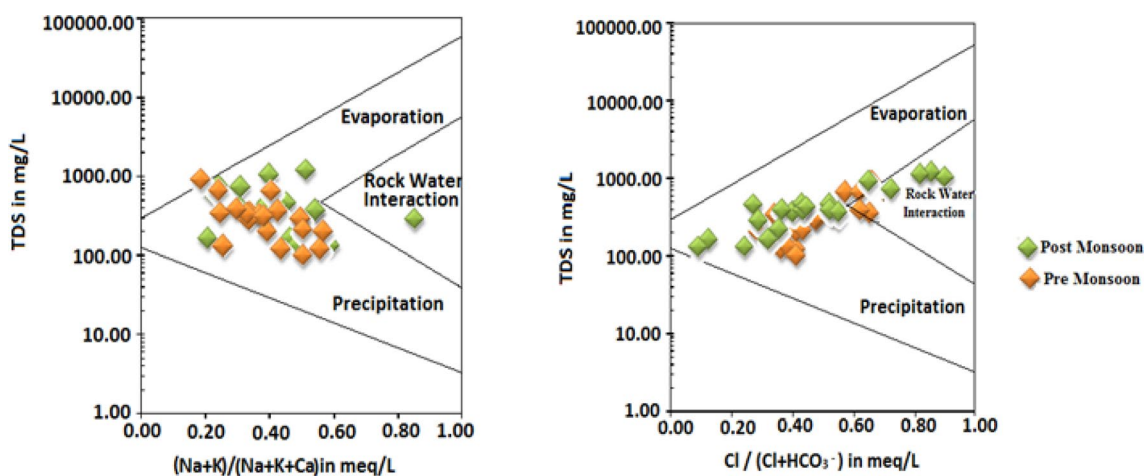 100000.00
10000.00
1000.00
100.00
10.00
1.00
TDS in mg/L
Evaporation
Rock Water
Interaction
Precipitation
0.00 0.20 0.40 0.60 0.80 1.00
(Na+K)/(Na+K+Ca)in meq/L
100000.00
10000.00
1000.00
100.00
10.00
1.00
TDS in mg/L
Evaporation
Rock Water
Interaction
Precipitation
0.00 0.20 0.40 0.60 0.80 1.00
Cl / (Cl+HCO₃⁻) in meq/L
Post Monsoon
Pre Monsoon